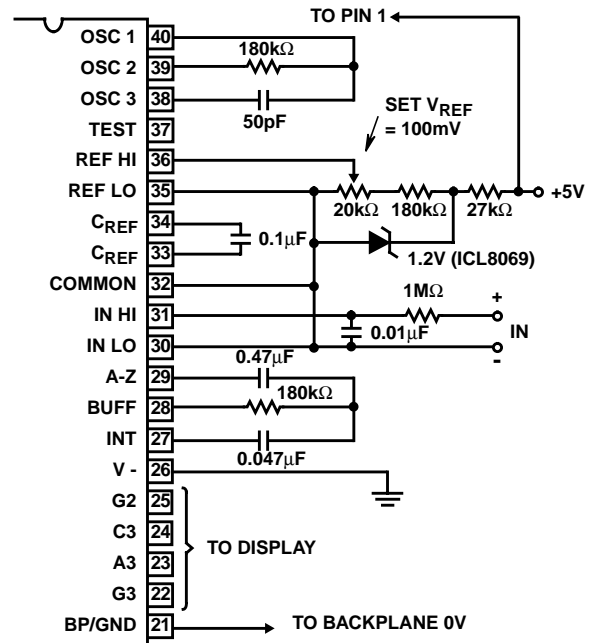 TO PIN 1
OSC 1 40
180kΩ
OSC 2 39
OSC 3 38
50pF
SET VREF
= 100mV
TEST 37
REF HI 36
REF LO 35
+5V
20kΩ 180kΩ 27kΩ
CREF 34
0.1µF
CREF 33
1.2V (ICL8069)
COMMON 32
1MΩ
+
IN HI 31
0.01µF
IN
IN LO 30
-
0.47µF
A-Z 29
180kΩ
BUFF 28
INT 27
0.047µF
V - 26
G2 25
C3 24
TO DISPLAY
A3 23
G3 22
BP/GND 21
TO BACKPLANE 0V